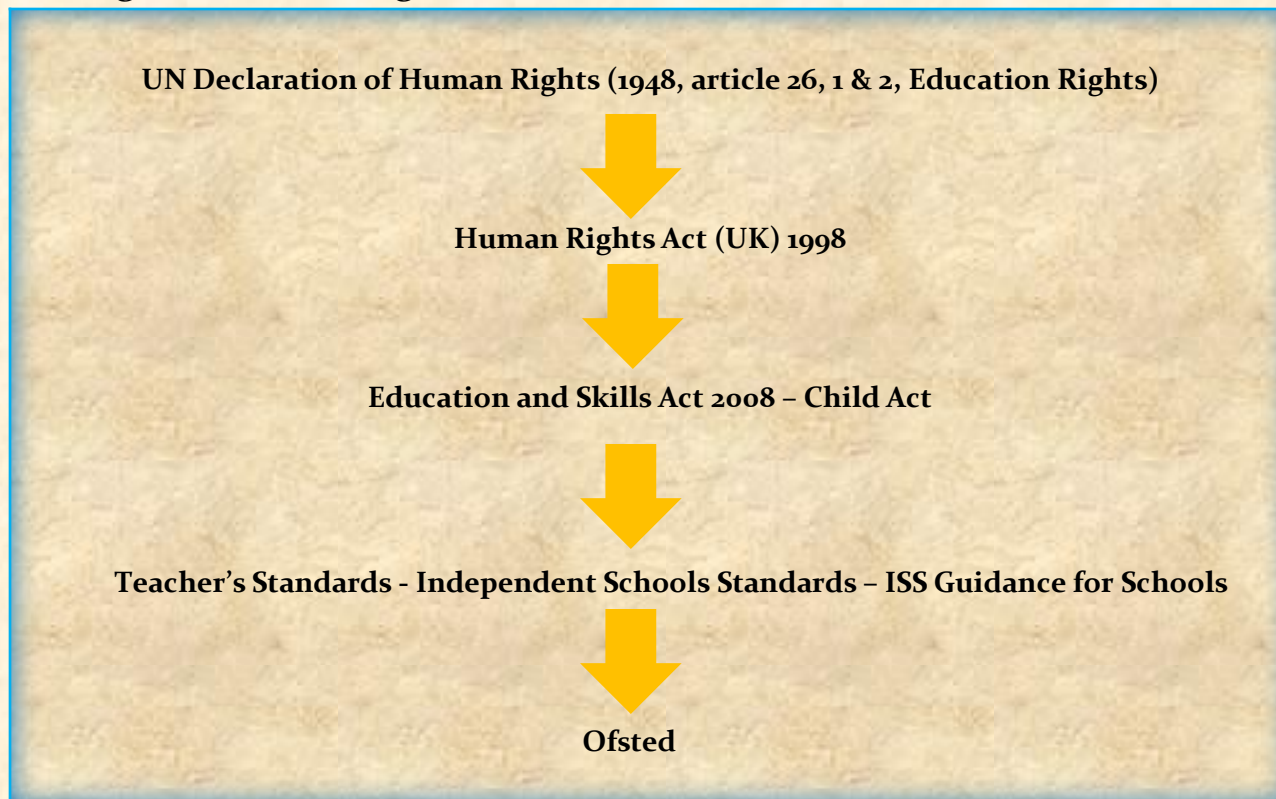 UN Declaration of Human Rights (1948, article 26, 1 & 2, Education Rights)
Human Rights Act (UK) 1998
Education and Skills Act 2008 – Child Act
Teacher’s Standards - Independent Schools Standards – ISS Guidance for Schools
Ofsted